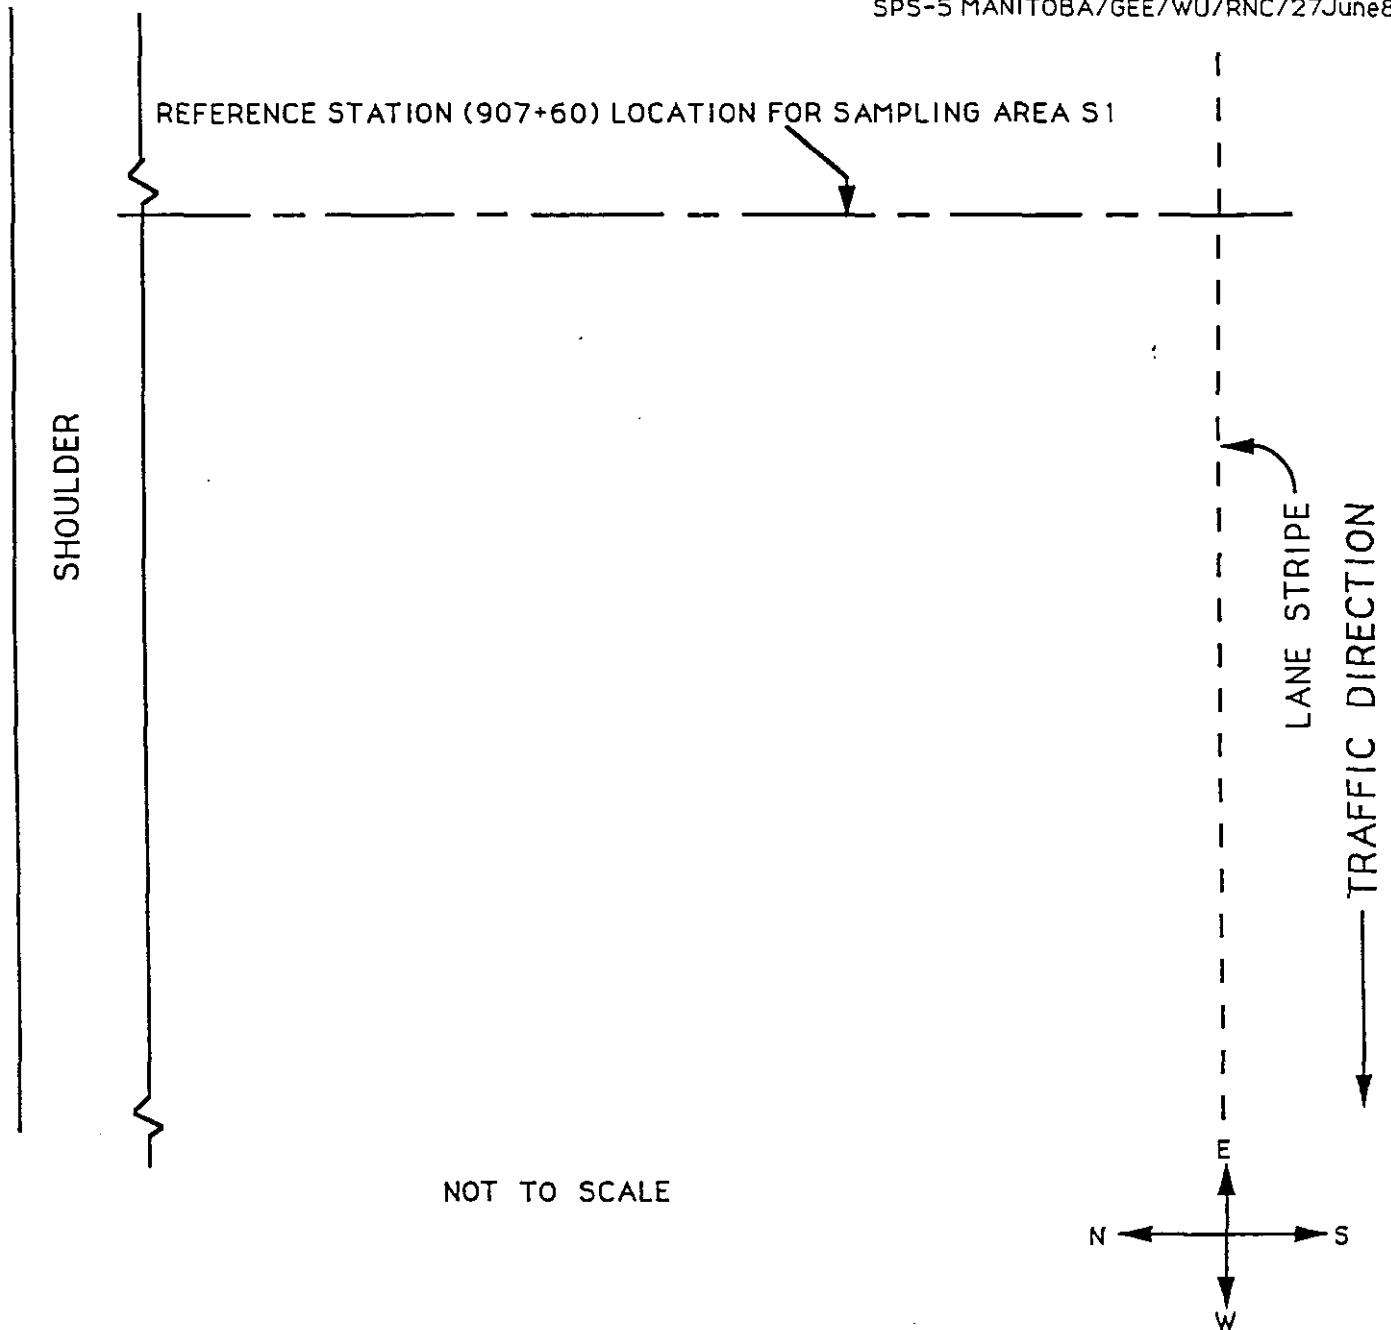 SPS-5 MANITOBA/GEE/WU/RNC/27June8
REFERENCE STATION (907+60) LOCATION FOR SAMPLING AREA S1
SHOULDER
LANE STRIPE
TRAFFIC DIRECTION
NOT TO SCALE
E
N
S
W